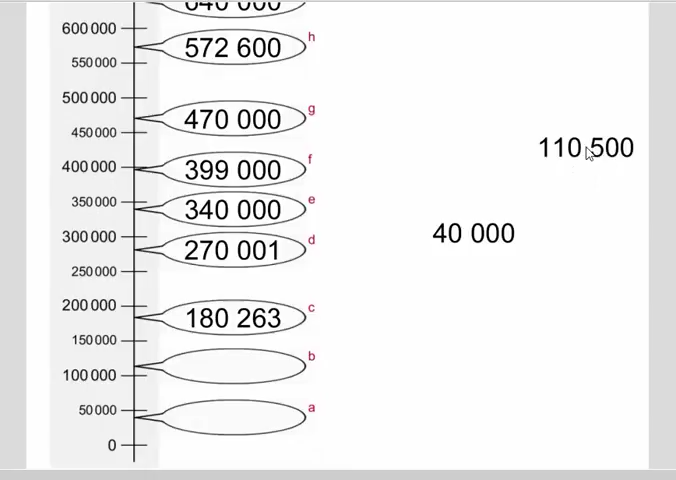 640 000
600 000
572 600
h
550 000
500 000
470 000
g
450 000
110 500
400 000
399 000
f
350 000
340 000
e
300 000
40 000
270 001
d
250 000
200 000
180 263
c
150 000
b
100 000
50 000
a
0